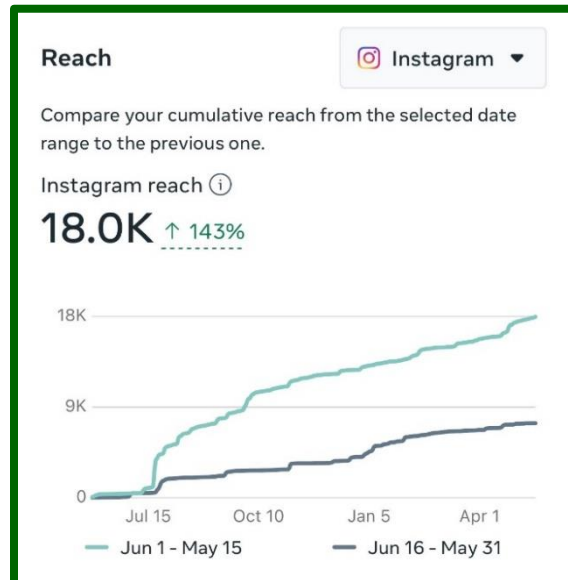 Reach
Instagram
Compare your cumulative reach from the selected date
range to the previous one.
Instagram reach
18.0K ↑ 143%
18K
9K
0
Jul 15 Oct 10 Jan 5 Apr 1
Jun 1 - May 15 Jun 16 - May 31